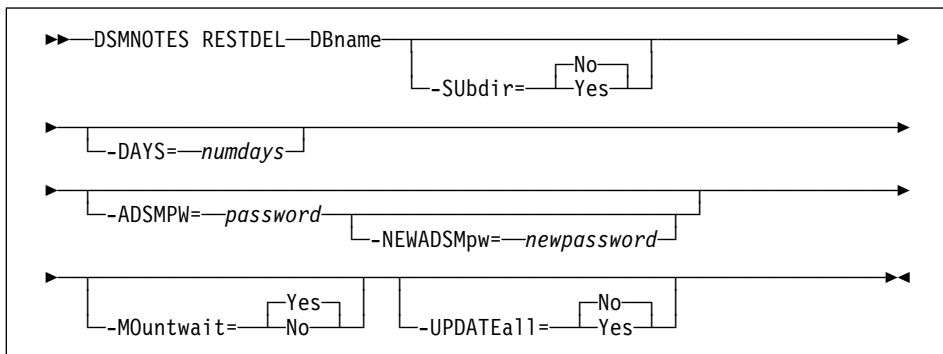 DSMNOTES RESTDEL DBname
No
-SUbdir= Yes
-DAYS= numdays
-ADSMPW= password
-NEWADSMpw= newpassword
Yes No
-MOuntwait= No -UPDATEall= Yes